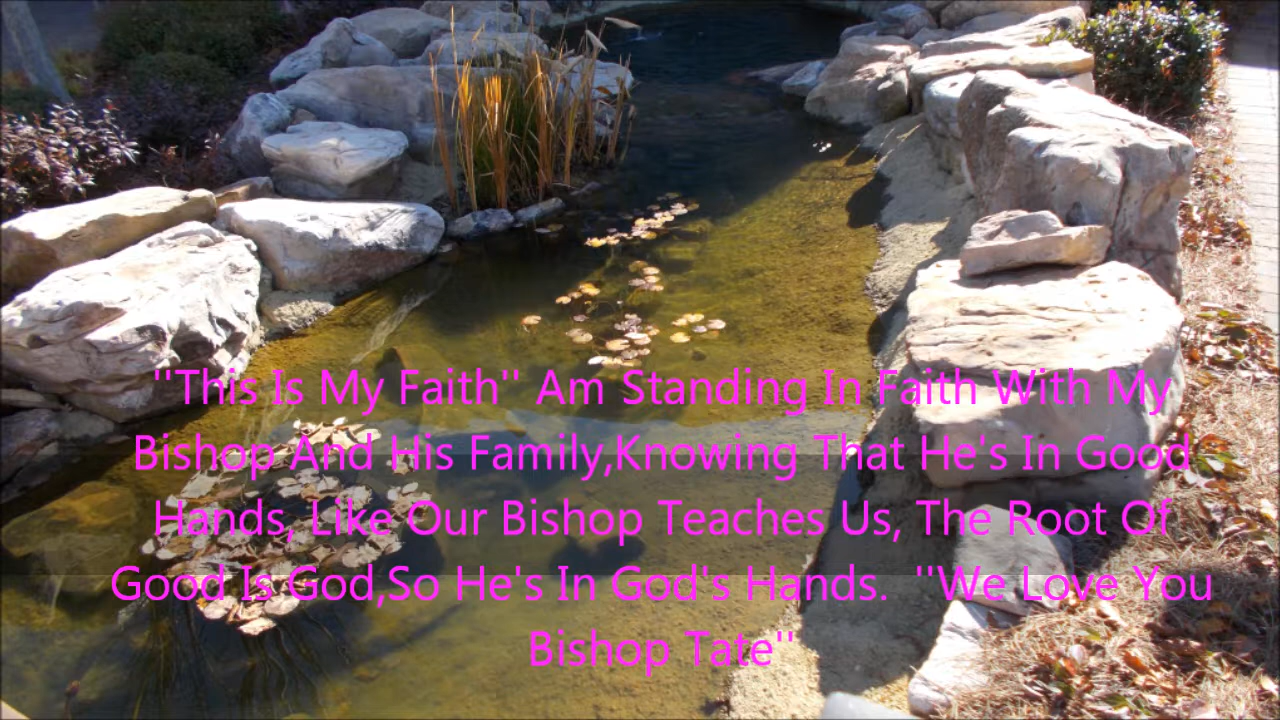 ''This Is My Faith'' Am Standing In Faith With My
Bishop And His Family,Knowing That He's In Good
Hands, Like Our Bishop Teaches Us, The Root Of
Good Is God,So He's In God's Hands.  ''We Love You
Bishop Tate''